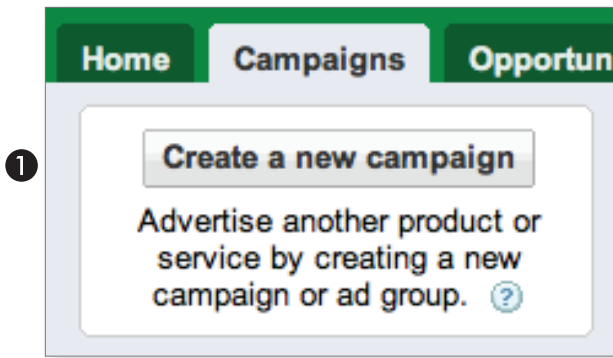 Home Campaigns Opportun
❶
Create a new campaign
Advertise another product or
service by creating a new
campaign or ad group. ?